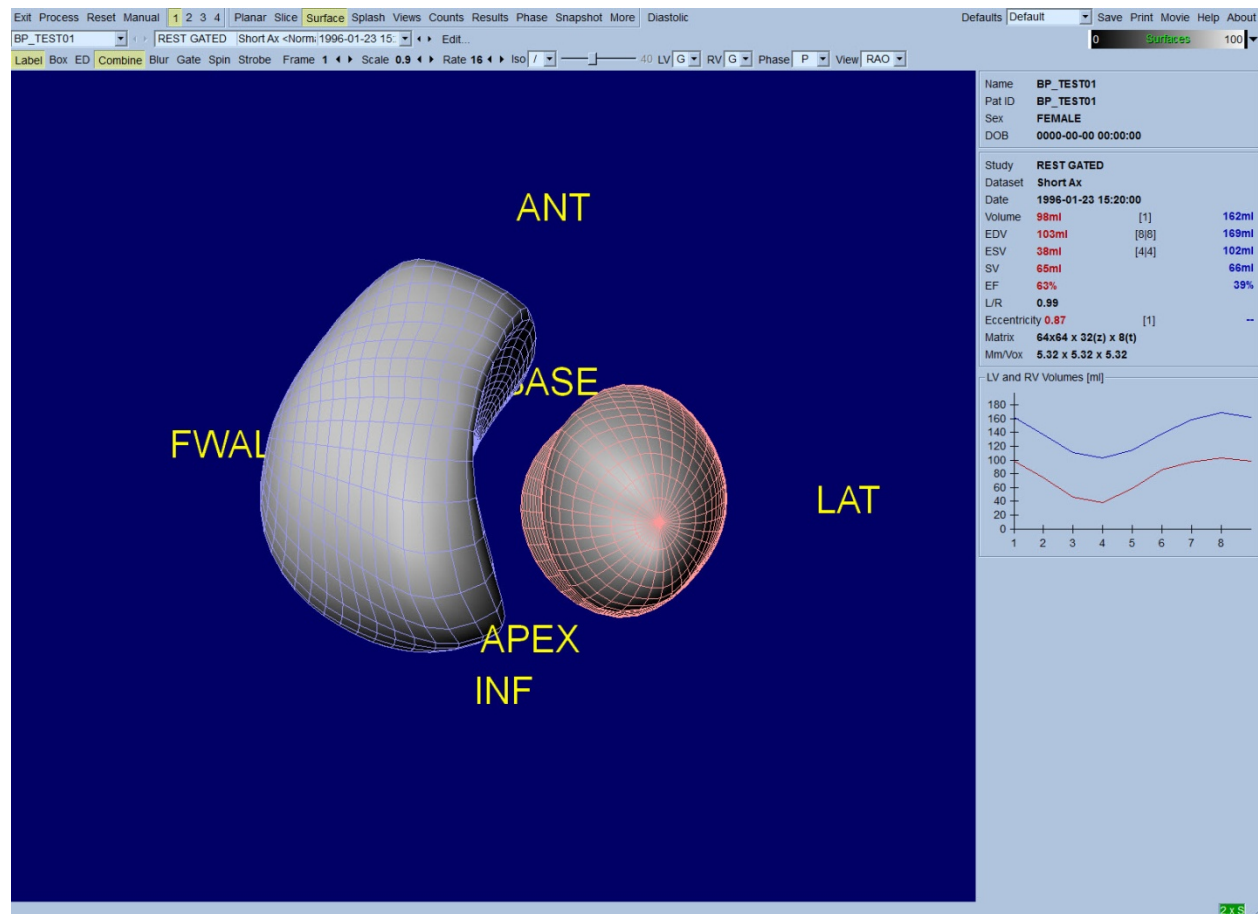 Exit Process Reset Manual 1 2 3 4 Planar Slice Surface Splash Views Counts Results Phase Snapshot More Diastolic Defaults Default Save Print Movie Help About
BP_TEST01 REST GATED Short Ax <Norm 1996-01-23 15: Edit... 0 Surfaces 100
Label Box ED Combine Blur Gate Spin Strobe Frame 1 Scale 0.9 Rate 16 Iso / 40 LV G RV G Phase P View RAO
Name BP_TEST01
Pat ID BP_TEST01
Sex FEMALE
DOB 0000-00-00 00:00:00
Study REST GATED
Dataset Short Ax
Date 1996-01-23 15:20:00
Volume 98ml [1] 162ml
EDV 103ml [8|8] 169ml
ESV 38ml [4|4] 102ml
SV 65ml 66ml
EF 63% 39%
L/R 0.99
Eccentricity 0.87 [1] --
Matrix 64x64 x 32(z) x 8(t)
Mm/Vox 5.32 x 5.32 x 5.32
LV and RV Volumes [ml]
180
160
140
120
100
80
60
40
20
0
1 2 3 4 5 6 7 8
ANT
BASE
FWAL
LAT
APEX
INF
2 x S